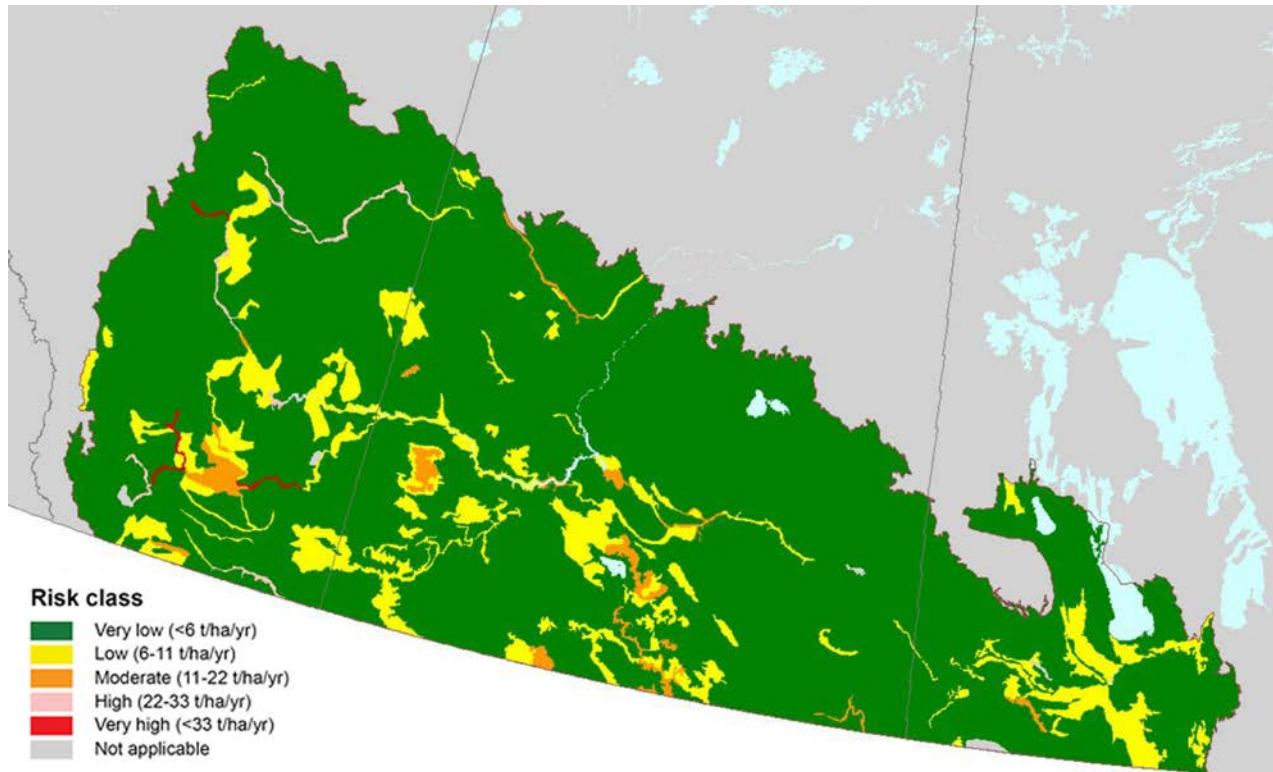 Risk class
Very low (<6 t/ha/yr)
Low (6-11 t/ha/yr)
Moderate (11-22 t/ha/yr)
High (22-33 t/ha/yr)
Very high (<33 t/ha/yr)
Not applicable